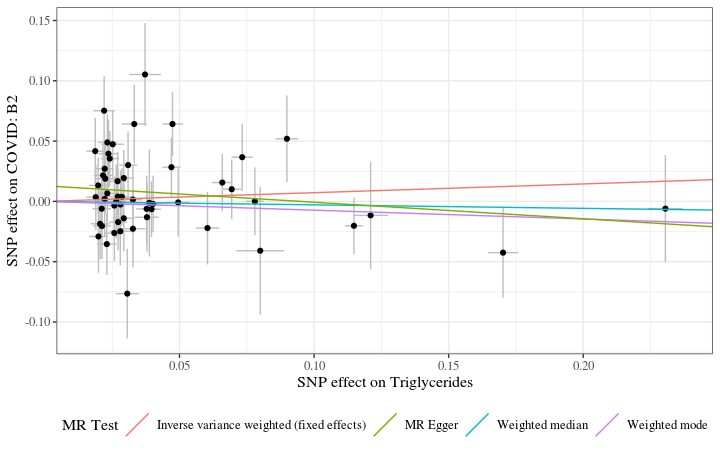 0.15
0.10
0.05
0.00
-0.05
-0.10
SNP effect on COVID: B2
0.05 0.10 0.15 0.20
SNP effect on Triglycerides
MR Test Inverse variance weighted (fixed effects) MR Egger Weighted median Weighted mode